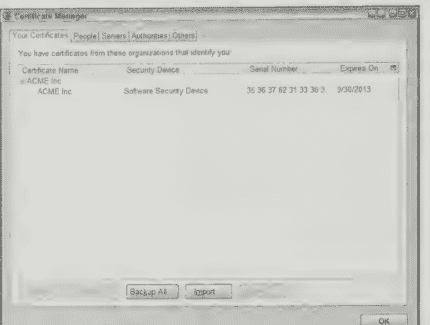 Certificate Manager
Your Certificates People Servers Authorities Others
You have certificates from these organizations that identify you:
Certificate Name Security Device Serial Number Expires On
ACME Inc
ACME Inc Software Security Device 35 36 37 62 31 33 36 3. 9/30/2013
Backup All Import
OK